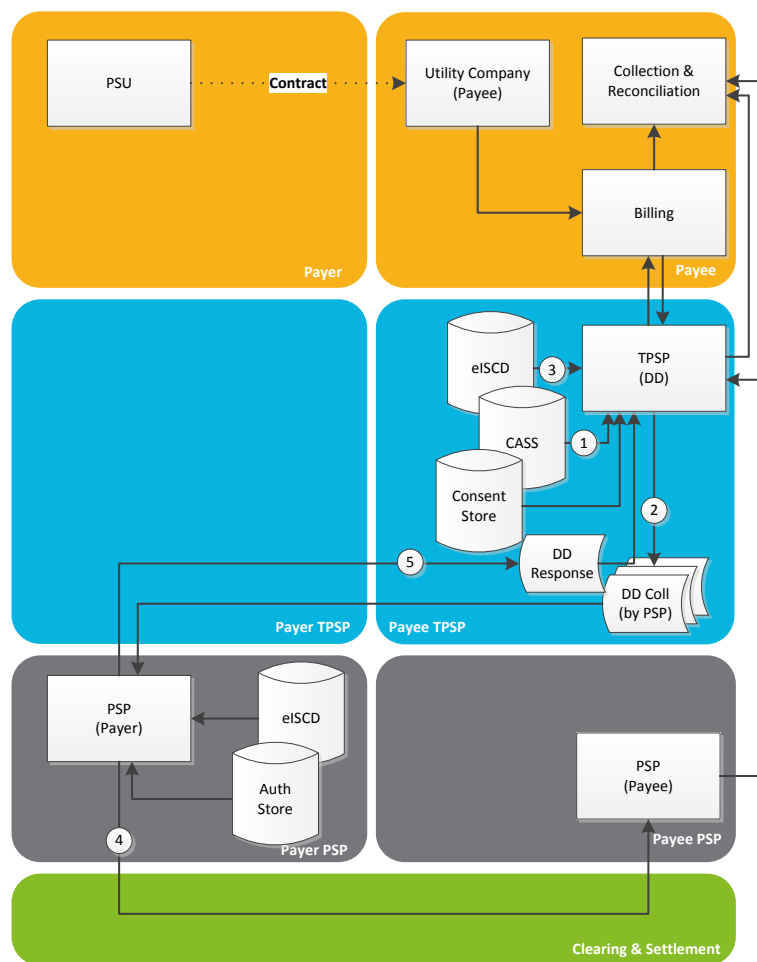 PSU
Contract
Utility Company
(Payee)
Collection &
Reconciliation
Billing
Payer
Payee
eISCD
3
TPSP
(DD)
CASS
1
Consent
Store
2
5
DD
Response
DD Coll
(by PSP)
Payer TPSP
Payee TPSP
PSP
(Payer)
eISCD
Auth
Store
PSP
(Payee)
4
Payer PSP
Payee PSP
Clearing & Settlement